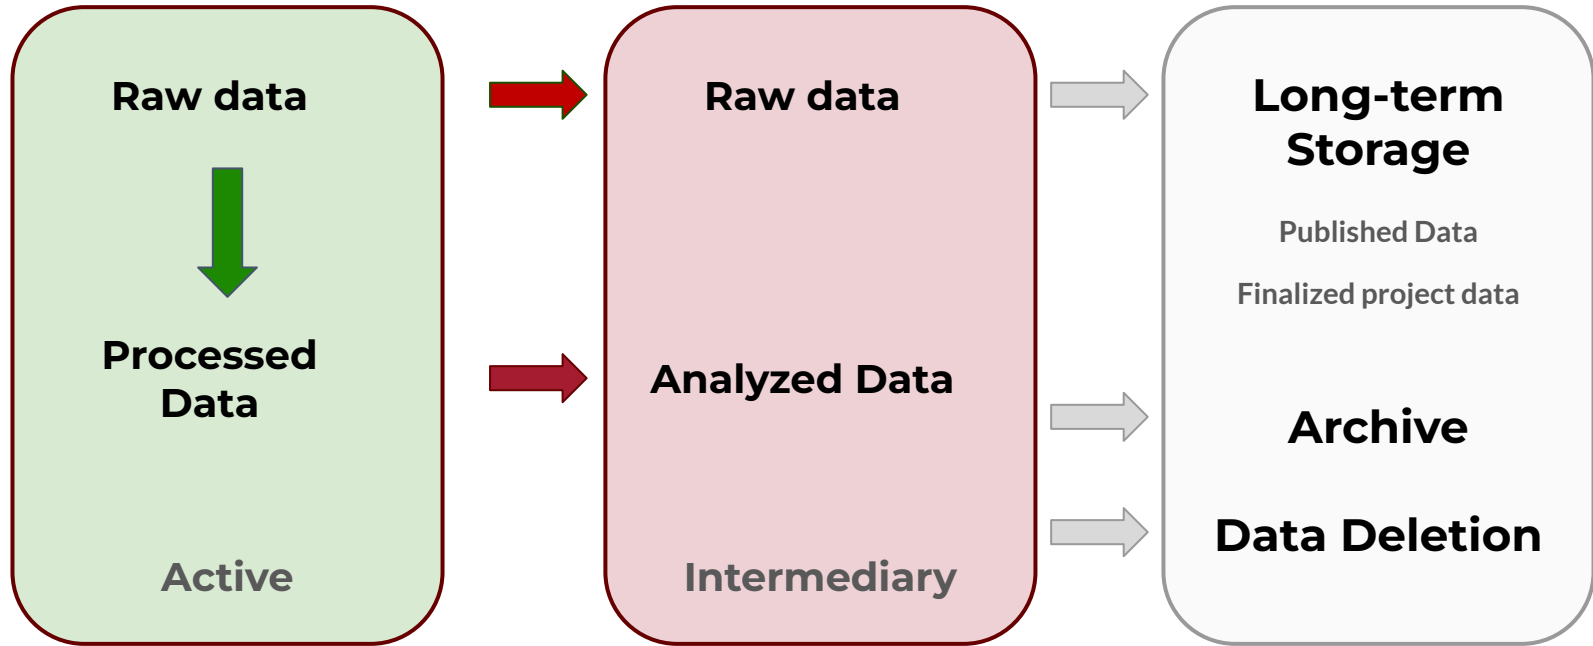 Raw data
Processed
Data
Active
Raw data
Analyzed Data
Intermediary
Long-term
Storage
Published Data
Finalized project data
Archive
Data Deletion